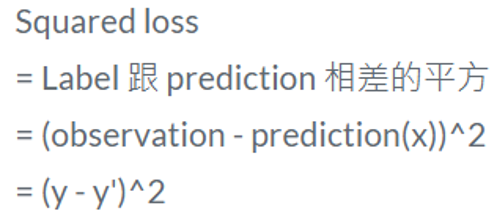 Squared loss
= Label 跟 prediction 相差的平方
= (observation - prediction(x))^2
= (y - y')^2